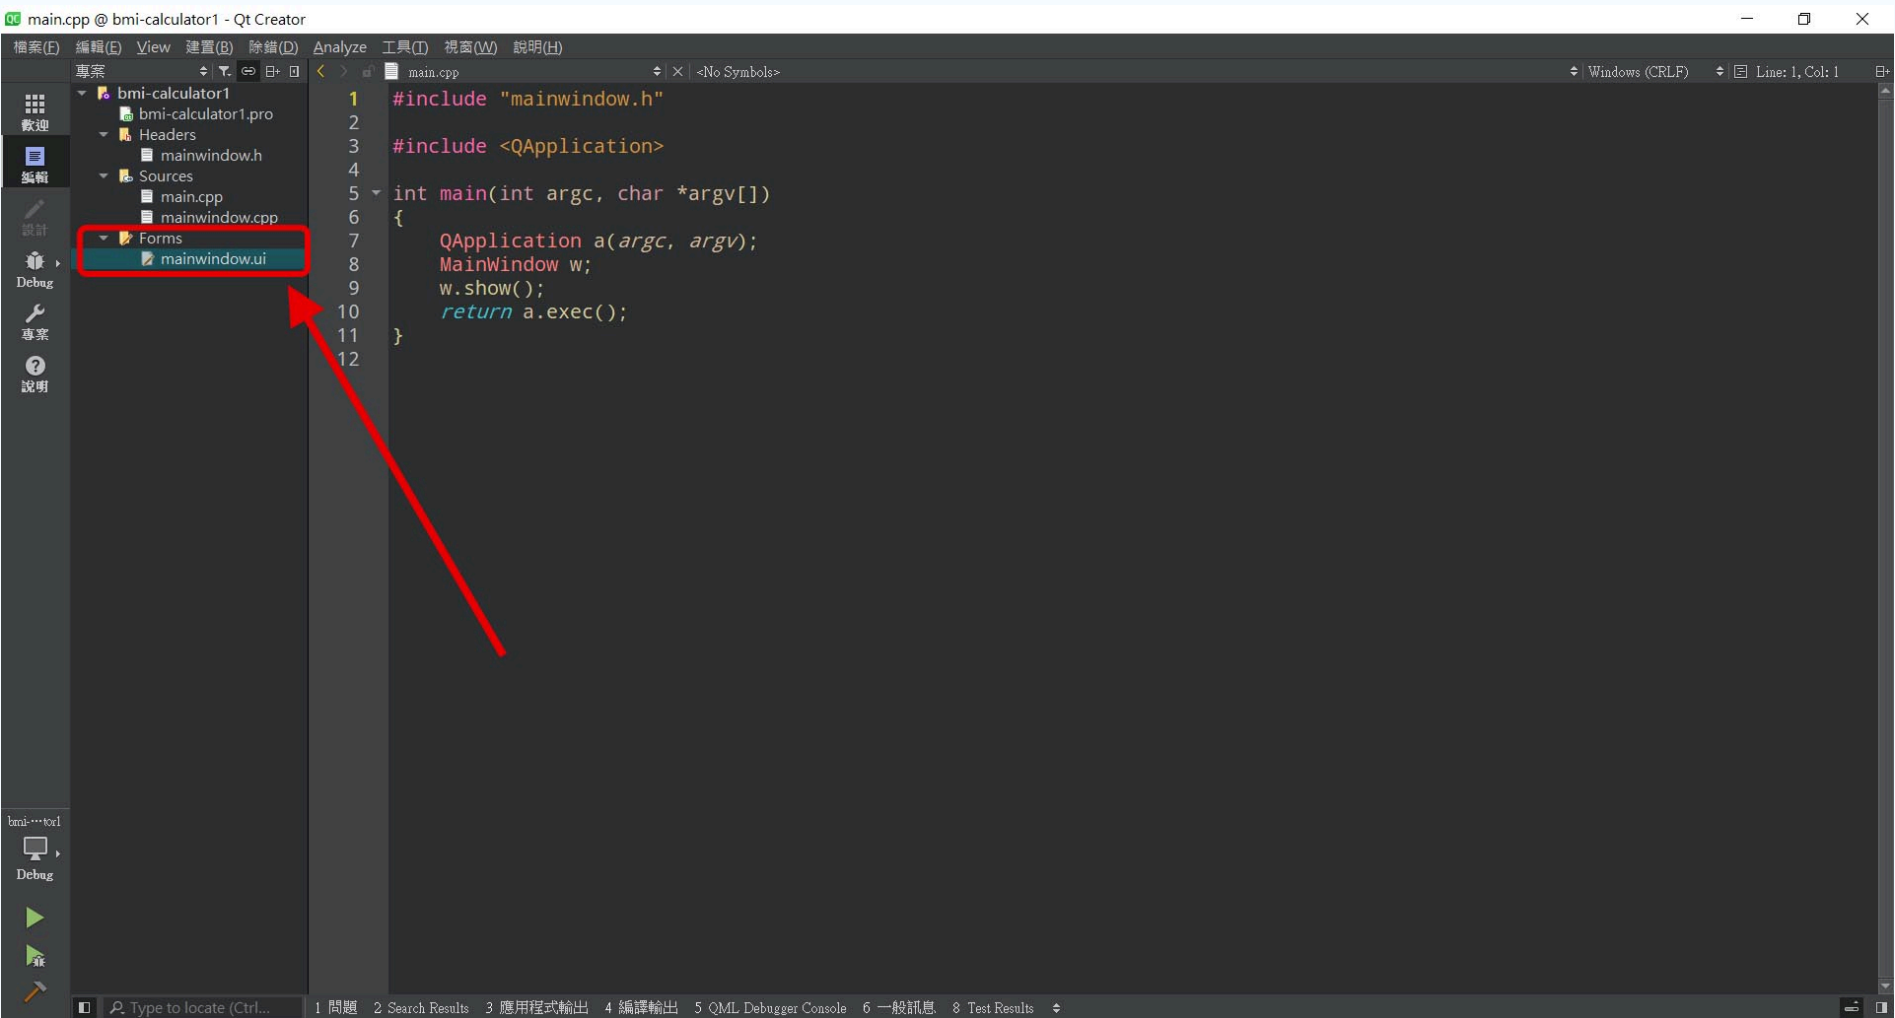 main.cpp @ bmi-calculator1 - Qt Creator
檔案(F) 編輯(E) View 建置(B) 除錯(D) Analyze 工具(T) 視窗(W) 說明(H)
專案
main.cpp
<No Symbols>
Windows (CRLF)
Line: 1, Col: 1
歡迎
編輯
設計
Debug
專案
說明
bmi-calculator1
bmi-calculator1.pro
Headers
mainwindow.h
Sources
main.cpp
mainwindow.cpp
Forms
mainwindow.ui
1 #include "mainwindow.h"
2
3 #include <QApplication>
4
5 int main(int argc, char *argv[])
6 {
7 QApplication a(argc, argv);
8 MainWindow w;
9 w.show();
10 return a.exec();
11 }
12
bmi-···tor1
Debug
Type to locate (Ctrl...
1 問題 2 Search Results 3 應用程式輸出 4 編譯輸出 5 QML Debugger Console 6 一般訊息 8 Test Results